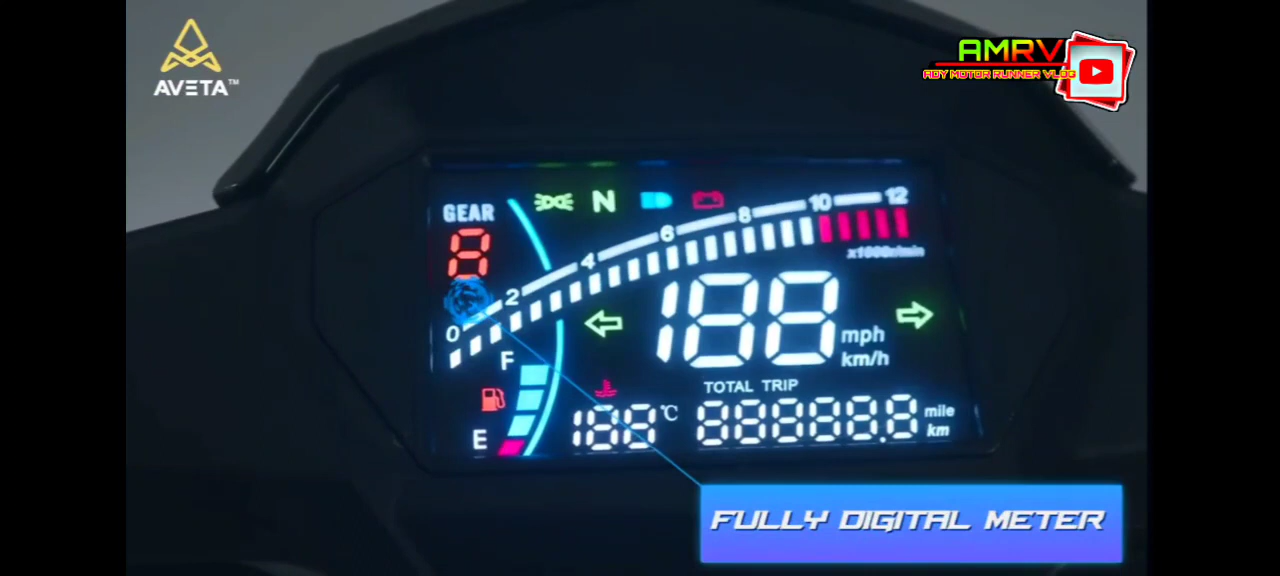 AVETA™
AMRV
ADY MOTOR RUNNER VLOG
GEAR
8
N
0 2 4 6 8 10 12
x1000r/min
188
mph
km/h
F
E
188 °C
TOTAL TRIP
888888.8
mile
km
FULLY DIGITAL METER